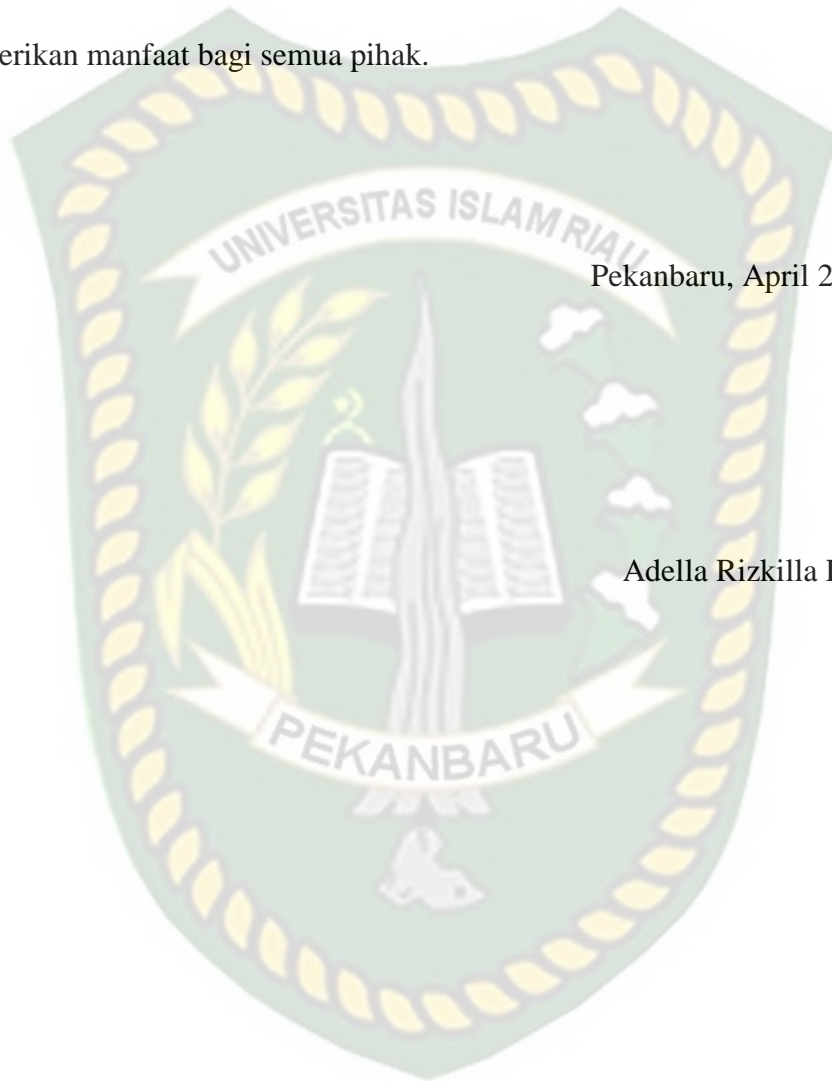 erikan manfaat bagi semua pihak.
UNIVERSITAS ISLAM RIAU
Pekanbaru, April 2
Adella Rizkilla
PEKANBARU